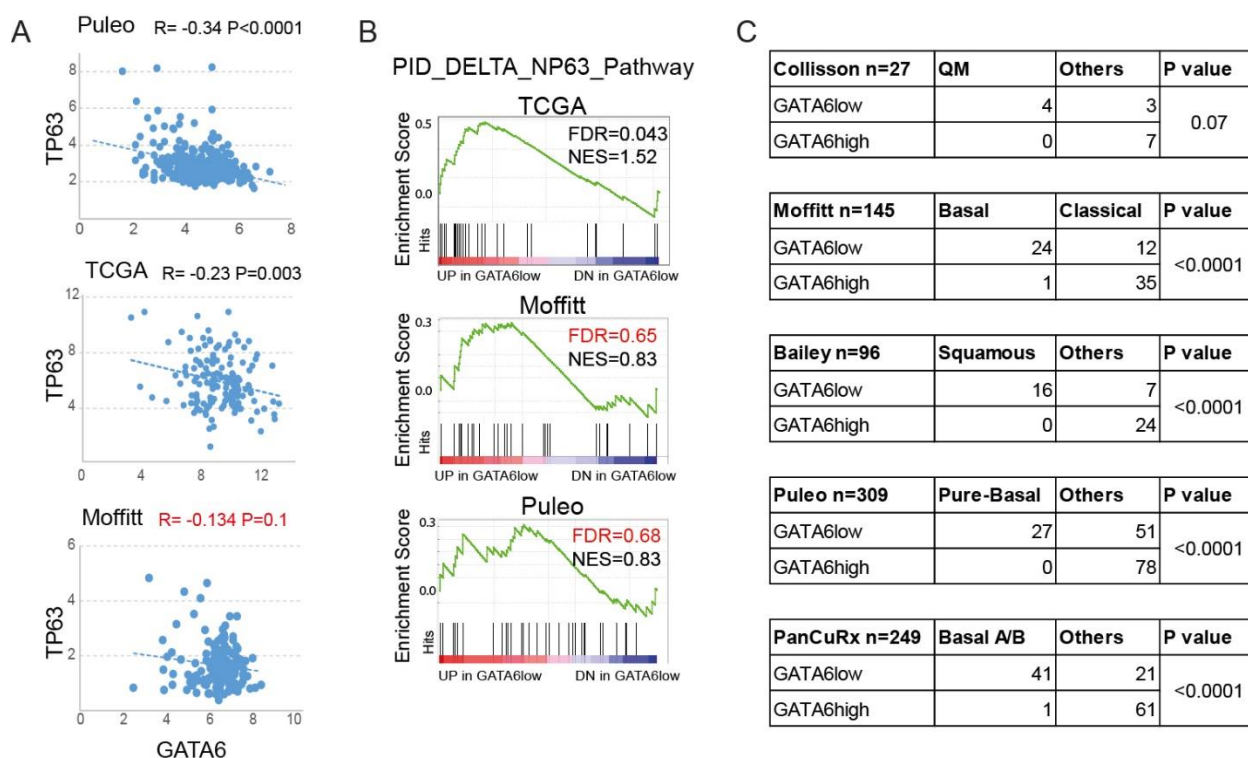 A
Puleo R= -0.34 P<0.0001
8
6
4
2
TP63
0 2 4 6 8
TCGA R= -0.23 P=0.003
12
8
4
TP63
0 4 8 12
Moffitt R= -0.134 P=0.1
6
4
2
TP63
0 2 4 6 8 10
GATA6
B
PID_DELTA_NP63_Pathway
TCGA
0.5
0.0
Enrichment Score
FDR=0.043
NES=1.52
Hits
UP in GATA6low DN in GATA6low
Moffitt
0.3
0.0
Enrichment Score
FDR=0.65
NES=0.83
Hits
UP in GATA6low DN in GATA6low
Puleo
0.3
0.0
Enrichment Score
FDR=0.68
NES=0.83
Hits
UP in GATA6low DN in GATA6low
C
Collisson n=27 QM Others P value
GATA6low 4 3 0.07
GATA6high 0 7
Moffitt n=145 Basal Classical P value
GATA6low 24 12 <0.0001
GATA6high 1 35
Bailey n=96 Squamous Others P value
GATA6low 16 7 <0.0001
GATA6high 0 24
Puleo n=309 Pure-Basal Others P value
GATA6low 27 51 <0.0001
GATA6high 0 78
PanCuRx n=249 Basal A/B Others P value
GATA6low 41 21 <0.0001
GATA6high 1 61